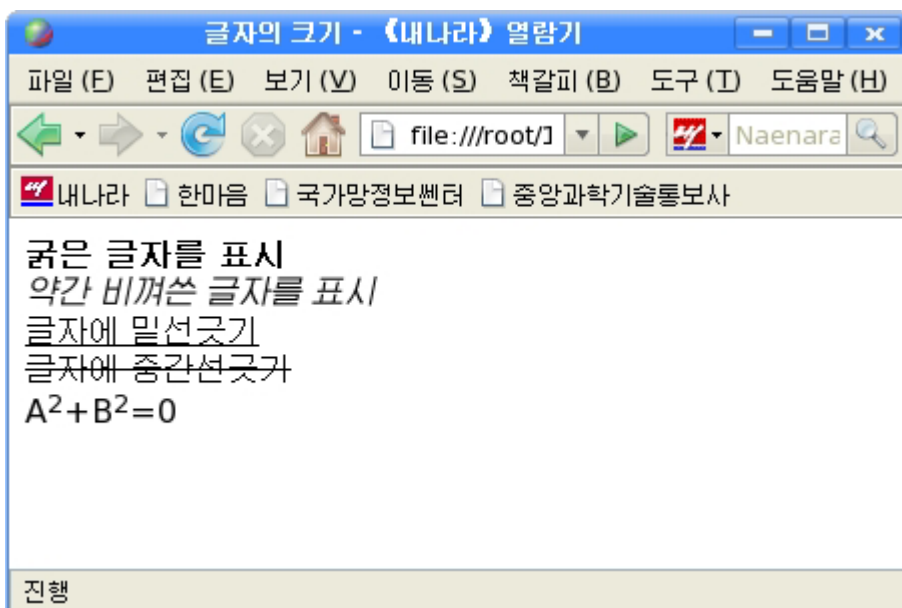 글자의 크기 - 《내나라》 열람기
파일 (F) 편집 (E) 보기 (V) 이동 (S) 책갈피 (B) 도구 (T) 도움말 (H)
file:///root/ Naenara
내나라 한마음 국가망정보쎈터 중앙과학기술통보사
굵은 글자를 표시
약간 비껴쓴 글자를 표시
글자에 밑선긋기
글자에 중간선긋기
A²+B²=0
진행